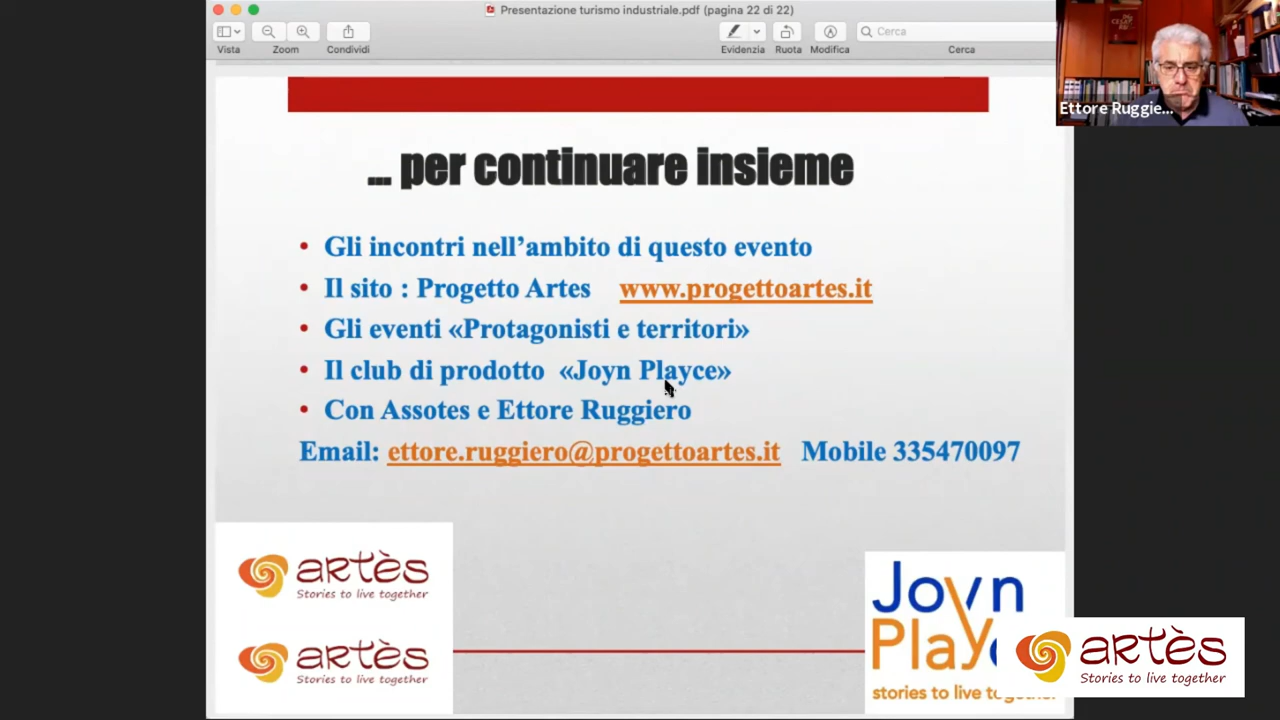 Presentazione turismo industriale.pdf (pagina 22 di 22)
Vista Zoom Condividi Evidenzia Ruota Modifica Cerca
Cerca
Ettore Ruggie...
... per continuare insieme
• Gli incontri nell’ambito di questo evento
• Il sito : Progetto Artes www.progettoartes.it
• Gli eventi «Protagonisti e territori»
• Il club di prodotto «Joyn Playce»
• Con Assotes e Ettore Ruggiero
Email: ettore.ruggiero@progettoartes.it Mobile 335470097
artès
Stories to live together
artès
Stories to live together
Joyn
Playc
stories to live together
artès
Stories to live together